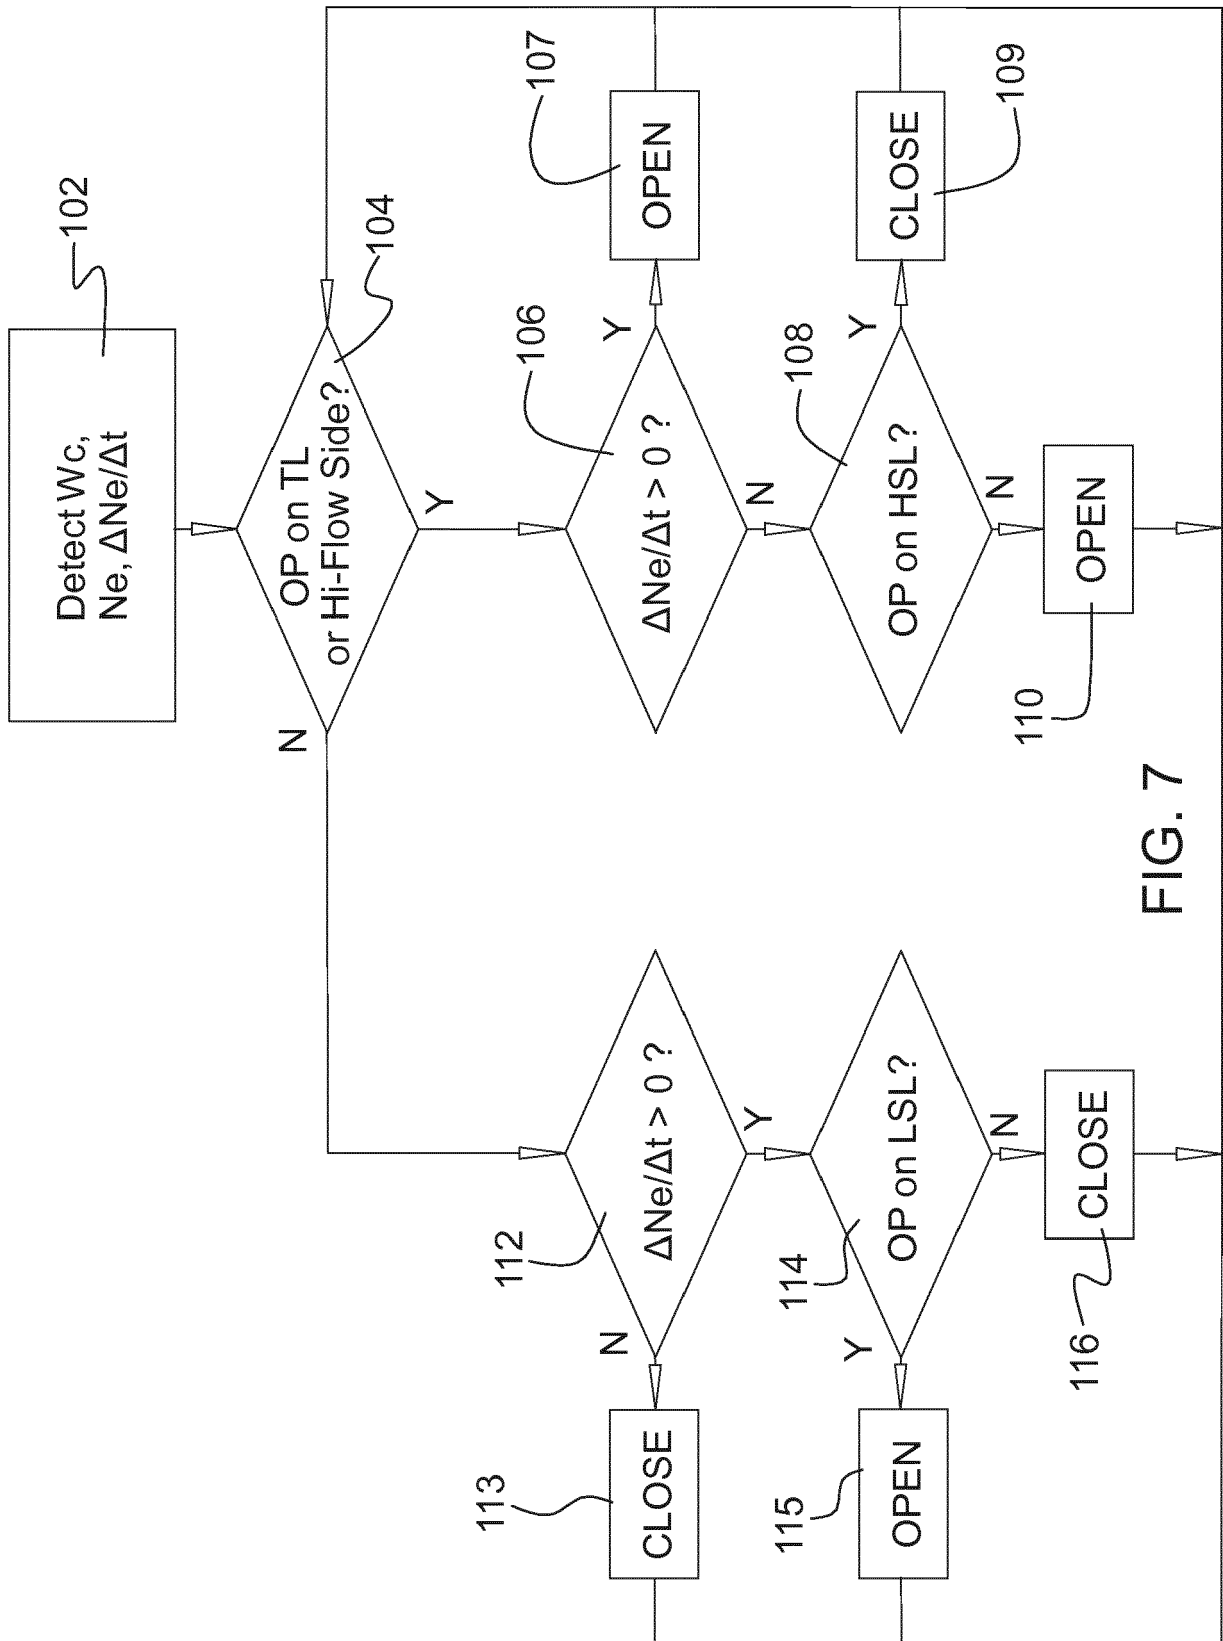 102
Detect Wc,
Ne, ΔNe/Δt
104
OP on TL
or Hi-Flow Side?
N
Y
106
ΔNe/Δt > 0 ?
Y
N
107
OPEN
108
OP on HSL?
Y
N
109
CLOSE
110
OPEN
112
ΔNe/Δt > 0 ?
N
Y
113
CLOSE
114
OP on LSL?
Y
N
115
OPEN
116
CLOSE
FIG. 7